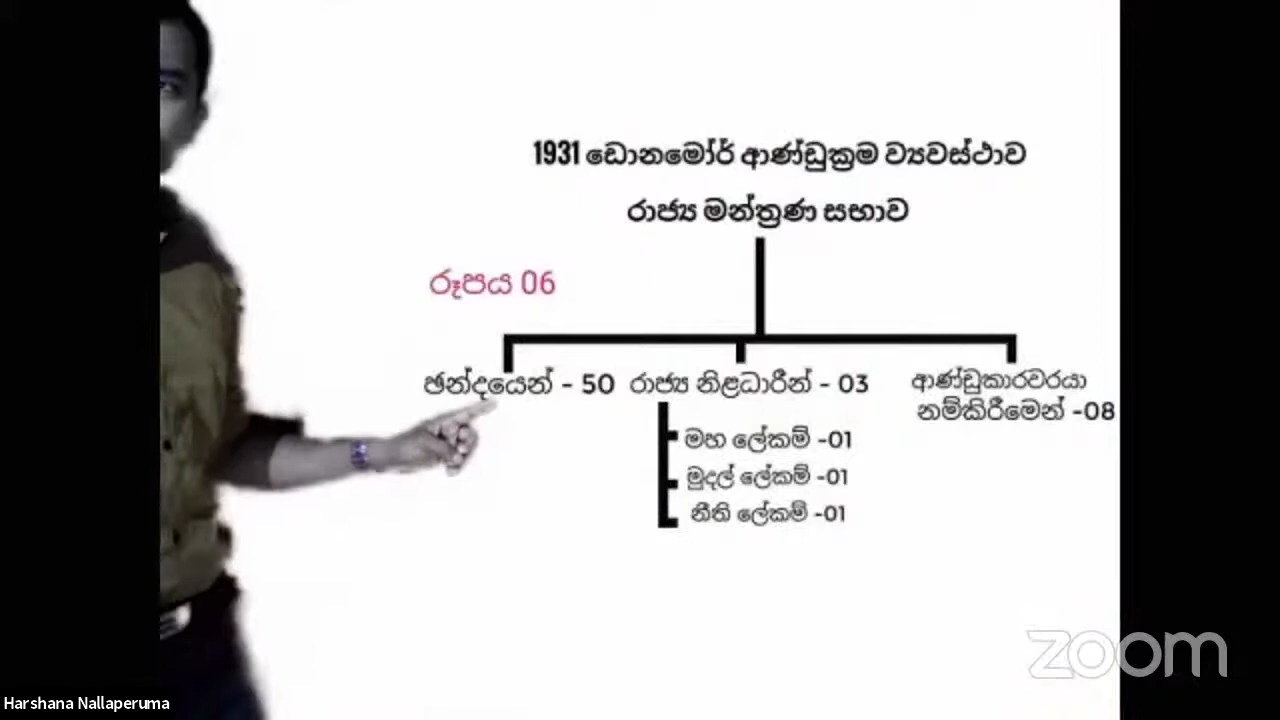 1931 ඩොනමෝර් ආණ්ඩුක්‍රම ව්‍යවස්ථාව
රාජ්‍ය මන්ත්‍රණ සභාව
රූපය 06
ඡන්දයෙන් - 50 රාජ්‍ය නිළධාරීන් - 03 ආණ්ඩුකාරවරයා
නම්කිරීමෙන් -08
මහ ලේකම් -01
මුදල් ලේකම් -01
නීති ලේකම් -01
zoom
Harshana Nallaperuma